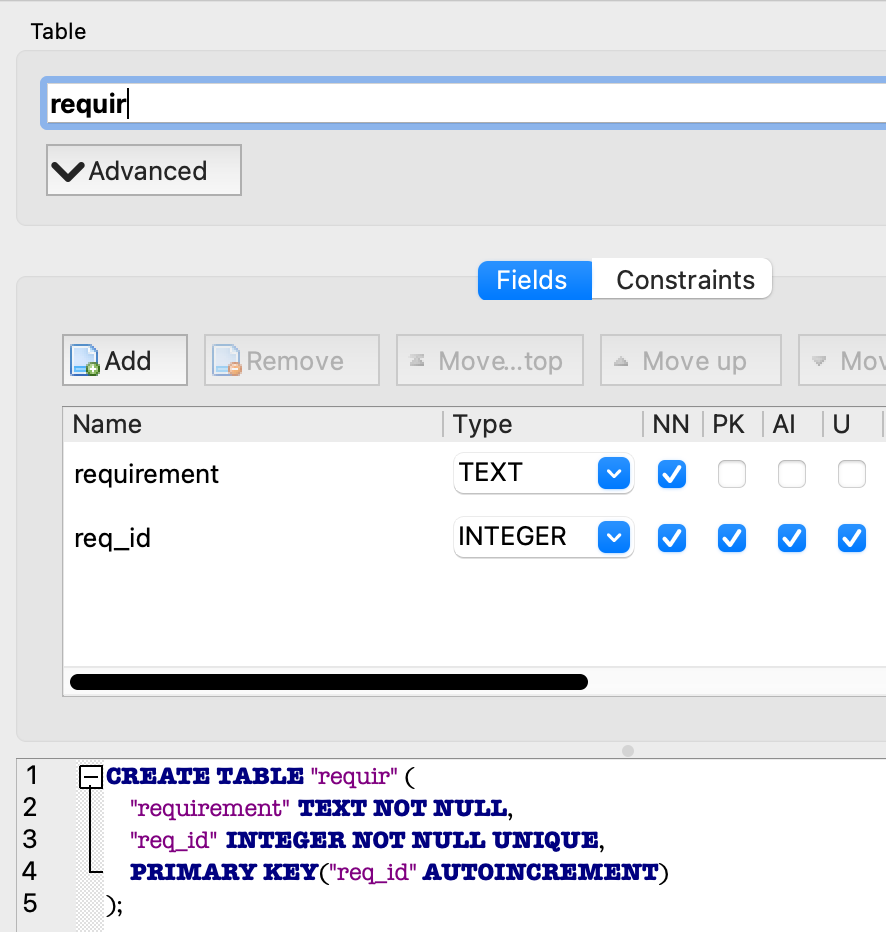 Table
requir
Advanced
Fields Constraints
Add Remove Move...top Move up Mov
Name Type NN PK AI U
requirement TEXT
req_id INTEGER
1 CREATE TABLE "requir" (
2 "requirement" TEXT NOT NULL,
3 "req_id" INTEGER NOT NULL UNIQUE,
4 PRIMARY KEY("req_id" AUTOINCREMENT)
5 );